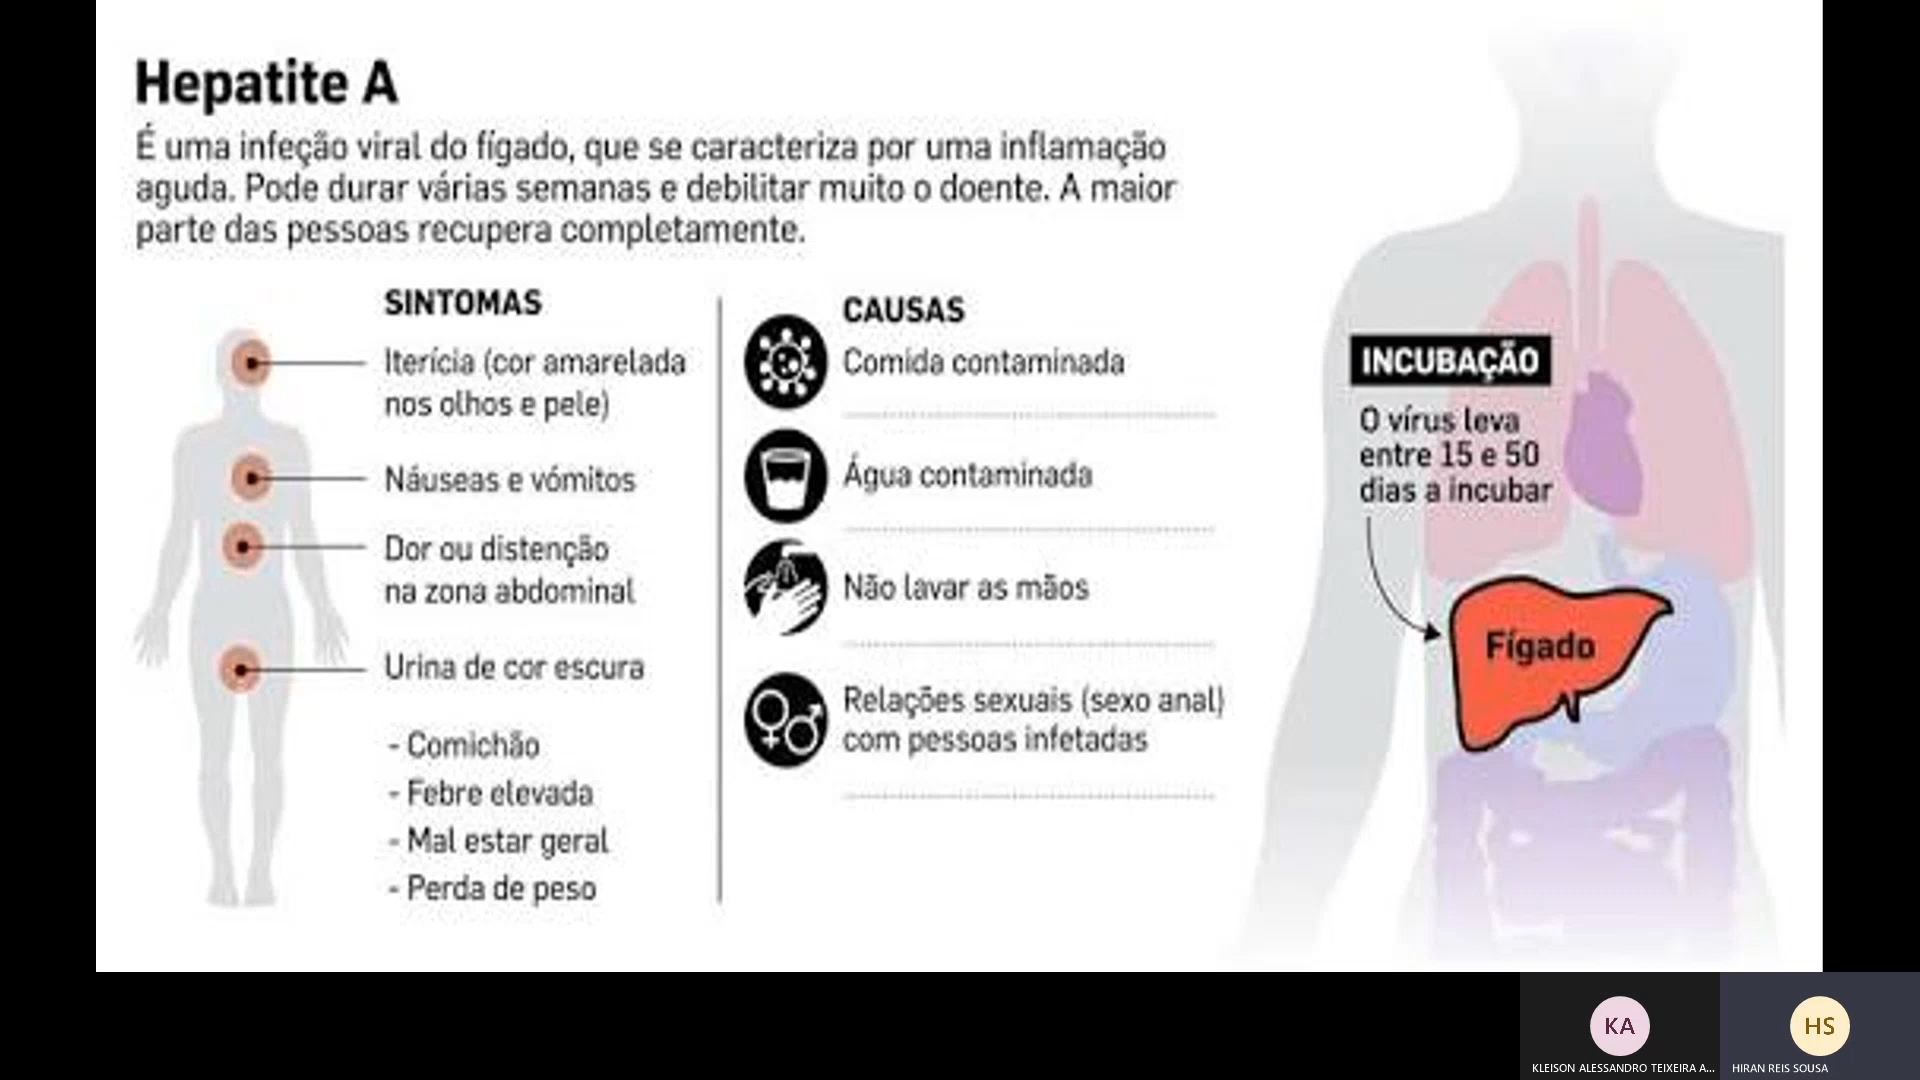 Hepatite A
É uma infeção viral do fígado, que se caracteriza por uma inflamação
aguda. Pode durar várias semanas e debilitar muito o doente. A maior
parte das pessoas recupera completamente.
SINTOMAS
Iterícia (cor amarelada
nos olhos e pele)
Náuseas e vómitos
Dor ou distenção
na zona abdominal
Urina de cor escura
- Comichão
- Febre elevada
- Mal estar geral
- Perda de peso
CAUSAS
Comida contaminada
Água contaminada
Não lavar as mãos
Relações sexuais (sexo anal)
com pessoas infetadas
INCUBAÇÃO
O vírus leva
entre 15 e 50
dias a incubar
Fígado
KA
KLEISON ALESSANDRO TEIXEIRA A...
HS
HIRAN REIS SOUSA